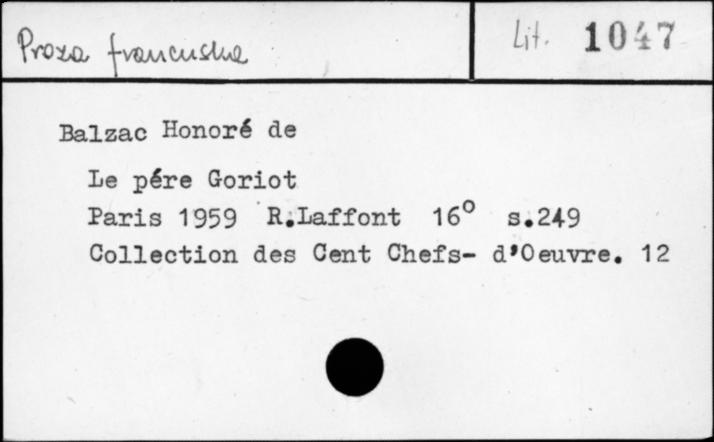 Proza francuska
Lit. 1047
Balzac Honoré de
Le pére Goriot
Paris 1959 R.Laffont 16° s.249
Collection des Cent Chefs- d'Oeuvre. 12